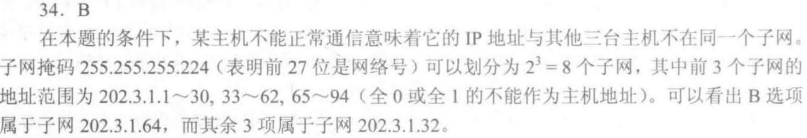 34．B
在本题的条件下，某主机不能正常通信意味着它的 IP 地址与其他三台主机不在同一个子网。
子网掩码 255.255.255.224（表明前 27 位是网络号）可以划分为 2³ = 8 个子网，其中前 3 个子网的
地址范围为 202.3.1.1～30, 33～62, 65～94（全 0 或全 1 的不能作为主机地址）。可以看出 B 选项
属于子网 202.3.1.64，而其余 3 项属于子网 202.3.1.32。